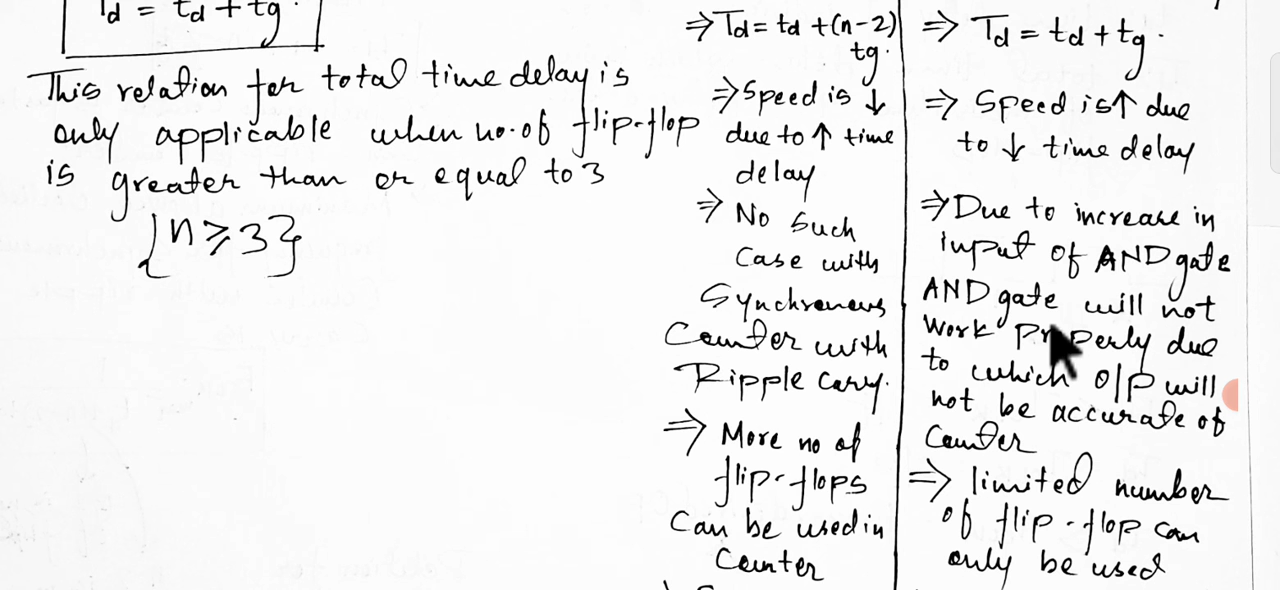 Td = td + tg.
This relation for total time delay is
only applicable when no. of flip-flop
is greater than or equal to 3
{n ≥ 3}
⇒ Td = td + (n-2)
tg.
⇒ Speed is ↓
due to ↑ time
delay
⇒ No such
case with
Synchronous
Counter with
Ripple carry.
⇒ More no of
flip-flops
can be used in
Counter
⇒ Td = td + tg.
⇒ Speed is ↑ due
to ↓ time delay
⇒ Due to increase in
input of AND gate
AND gate will not
work properly due
to which o/p will
not be accurate of
counter
⇒ limited number
of flip-flop can
only be used